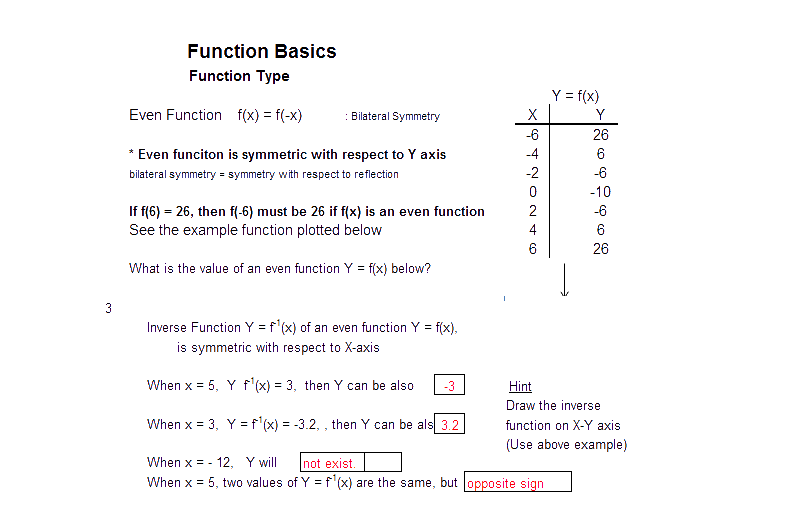 Function Basics
Function Type
Y = f(x)
Even Function f(x) = f(-x) : Bilateral Symmetry
X Y
-6 26
* Even funciton is symmetric with respect to Y axis
-4 6
bilateral symmetry = symmetry with respect to reflection
-2 -6
0 -10
If f(6) = 26, then f(-6) must be 26 if f(x) is an even function
2 -6
See the example function plotted below
4 6
6 26
What is the value of an even function Y = f(x) below?
3
Inverse Function Y = f⁻¹(x) of an even function Y = f(x),
is symmetric with respect to X-axis
When x = 5, Y f⁻¹(x) = 3, then Y can be also -3
Hint
Draw the inverse
function on X-Y axis
(Use above example)
When x = 3, Y = f⁻¹(x) = -3.2, , then Y can be als 3.2
When x = - 12, Y will not exist.
When x = 5, two values of Y = f⁻¹(x) are the same, but opposite sign